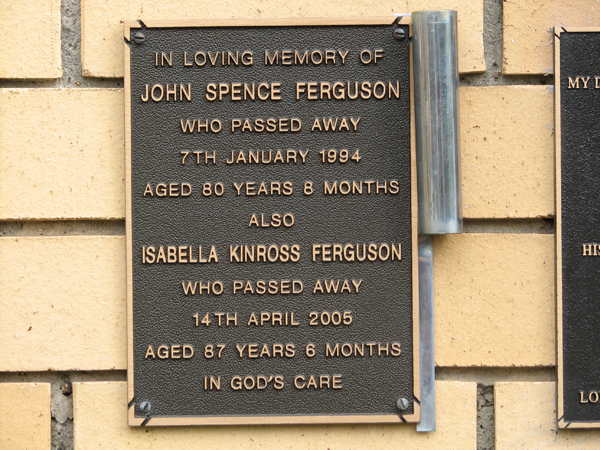 IN LOVING MEMORY OF
JOHN SPENCE FERGUSON
WHO PASSED AWAY
7TH JANUARY 1994
AGED 80 YEARS 8 MONTHS
ALSO
ISABELLA KINROSS FERGUSON
WHO PASSED AWAY
14TH APRIL 2005
AGED 87 YEARS 6 MONTHS
IN GOD'S CARE
MY